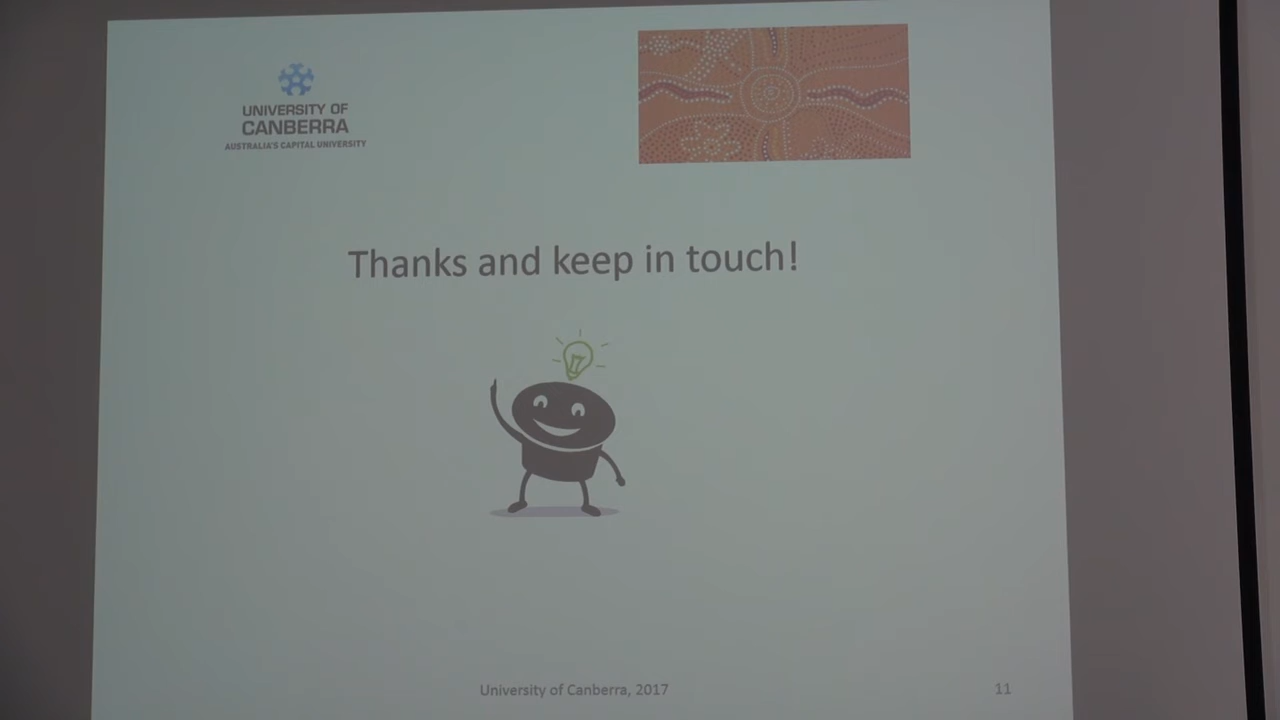 UNIVERSITY OF
CANBERRA
AUSTRALIA'S CAPITAL UNIVERSITY
Thanks and keep in touch!
University of Canberra, 2017
11